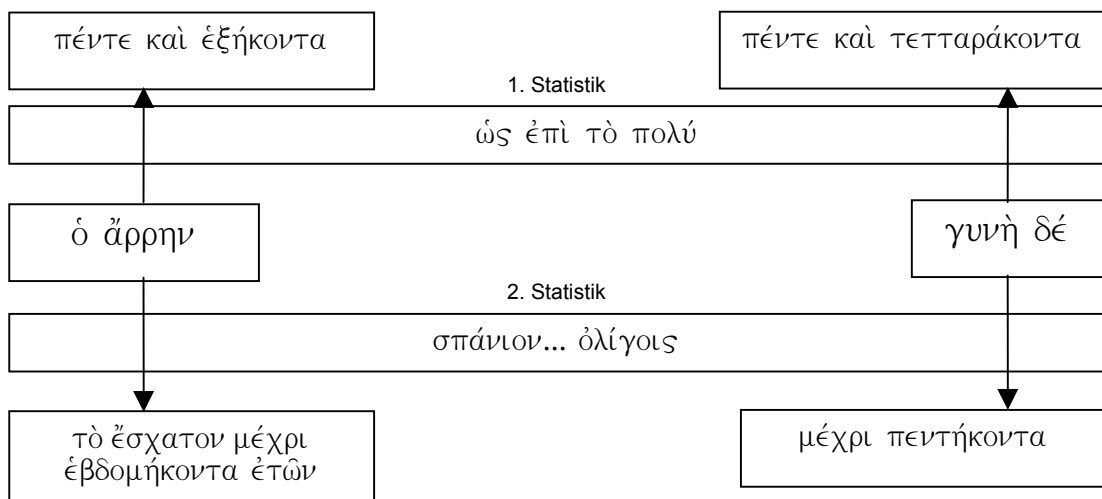 πέντε καὶ ἑξήκοντα
πέντε καὶ τετταράκοντα
1. Statistik
ὡς ἐπὶ τὸ πολύ
ὁ ἄρρην
γυνὴ δέ
2. Statistik
σπάνιον... ὀλίγοις
τὸ ἔσχατον μέχρι
ἑβδομήκοντα ἐτῶν
μέχρι πεντήκοντα